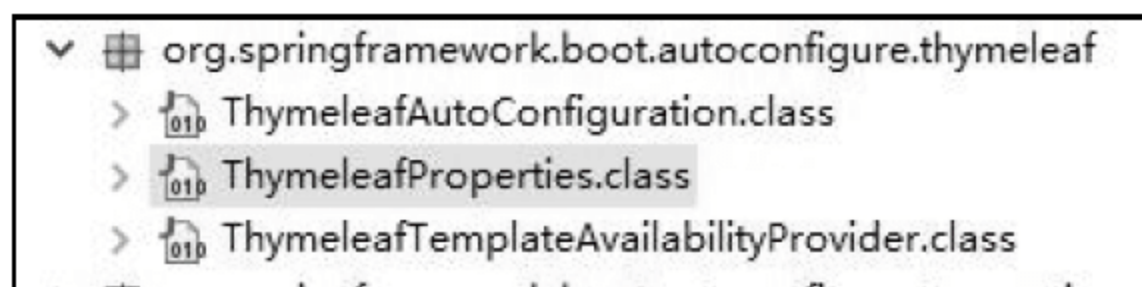 org.springframework.boot.autoconfigure.thymeleaf
ThymeleafAutoConfiguration.class
ThymeleafProperties.class
ThymeleafTemplateAvailabilityProvider.class